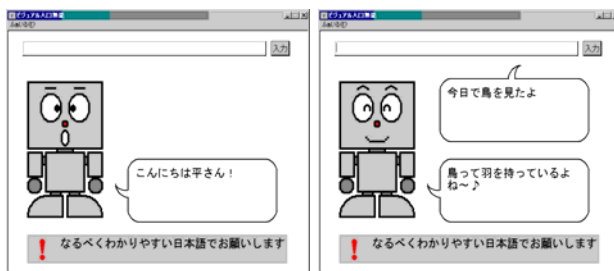 入力
こんにちは平さん！
なるべくわかりやすい日本語でお願いします
入力
今日で鳥を見たよ
鳥って羽を持っているよ
ね～♪
なるべくわかりやすい日本語でお願いします